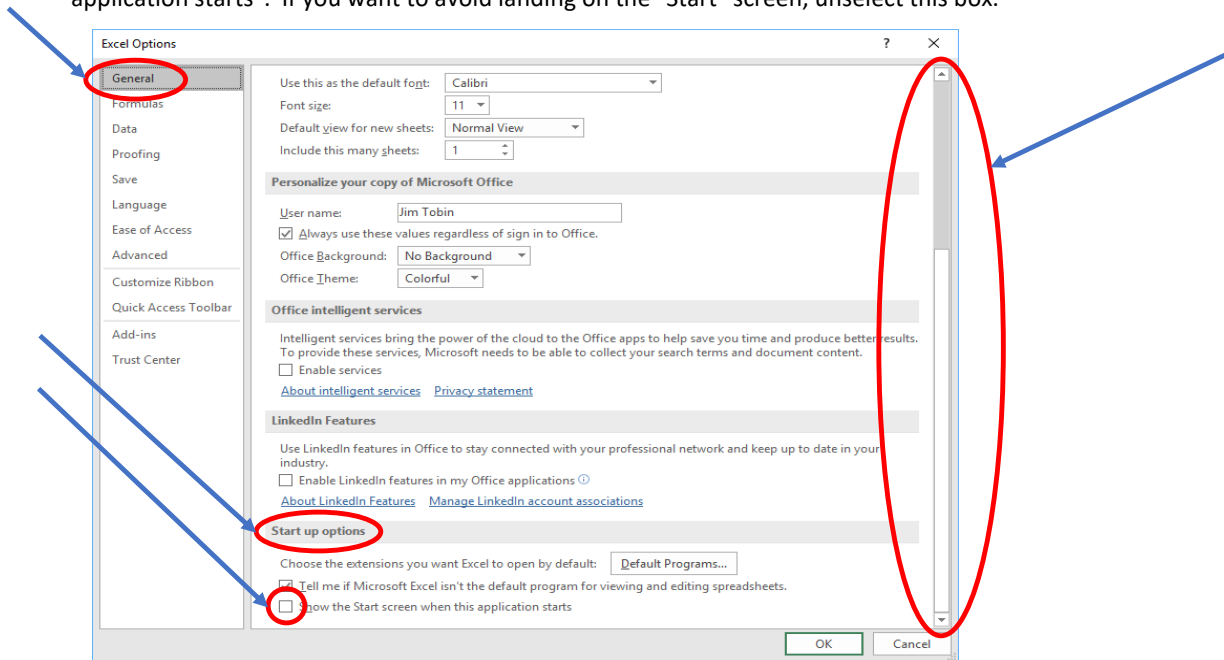 application starts". If you want to avoid landing on the "Start" screen, unselect this box.
Excel Options ? ×
General
Formulas
Data
Proofing
Save
Language
Ease of Access
Advanced
Customize Ribbon
Quick Access Toolbar
Add-ins
Trust Center
Use this as the default font: Calibri
Font size: 11
Default view for new sheets: Normal View
Include this many sheets: 1
Personalize your copy of Microsoft Office
User name: Jim Tobin
Always use these values regardless of sign in to Office.
Office Background: No Background
Office Theme: Colorful
Office intelligent services
Intelligent services bring the power of the cloud to the Office apps to help save you time and produce better results.
To provide these services, Microsoft needs to be able to collect your search terms and document content.
Enable services
About intelligent services Privacy statement
LinkedIn Features
Use LinkedIn features in Office to stay connected with your professional network and keep up to date in your
industry.
Enable LinkedIn features in my Office applications
About LinkedIn Features Manage LinkedIn account associations
Start up options
Choose the extensions you want Excel to open by default: Default Programs...
Tell me if Microsoft Excel isn't the default program for viewing and editing spreadsheets.
Show the Start screen when this application starts
OK Cancel